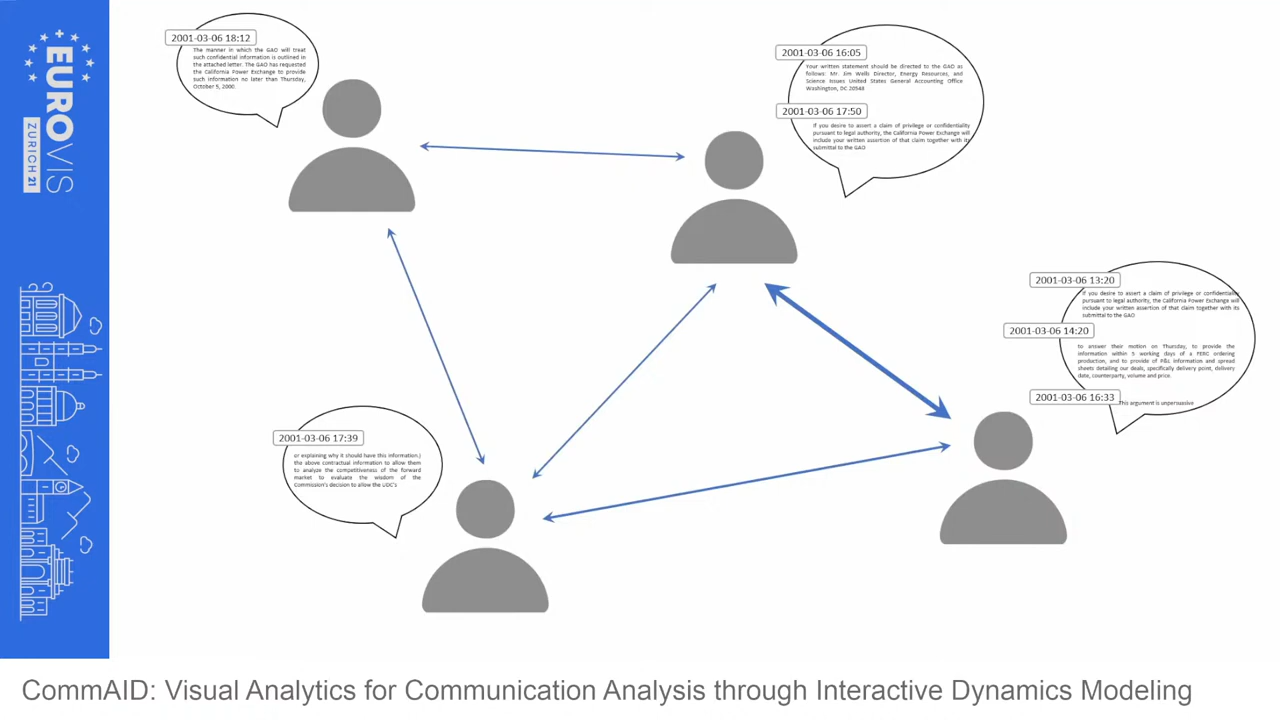 EUROVIS
ZURICH 21
2001-03-06 18:12
The manner in which the GAO will treat
such confidential information is outlined in
the attached letter. The GAO has requested
the California Power Exchange to provide
such information no later than Thursday,
October 5, 2000.
2001-03-06 16:05
Your written statement should be directed to the GAO as
follows: Mr. Jim Wells Director, Energy Resources, and
Science Issues United States General Accounting Office
Washington, DC 20548
2001-03-06 17:50
If you desire to assert a claim of privilege or confidentiality
pursuant to legal authority, the California Power Exchange will
include your written assertion of that claim together with its
submittal to the GAO
2001-03-06 13:20
If you desire to assert a claim of privilege or confidentiality
pursuant to legal authority, the California Power Exchange will
include your written assertion of that claim together with its
submittal to the GAO
2001-03-06 14:20
to answer their motion on Thursday, to provide the
information within 5 working days of a FERC ordering
production, and to provide of P&L information and spread
sheets detailing our deals, specifically delivery point, delivery
date, counterparty, volume and price.
2001-03-06 16:33
This argument is unpersuasive
2001-03-06 17:39
or explaining why it should have this information.)
the above contractual information to allow them
to analyze the competitiveness of the forward
market to evaluate the wisdom of the
Commission's decision to allow the UDC's
CommAID: Visual Analytics for Communication Analysis through Interactive Dynamics Modeling